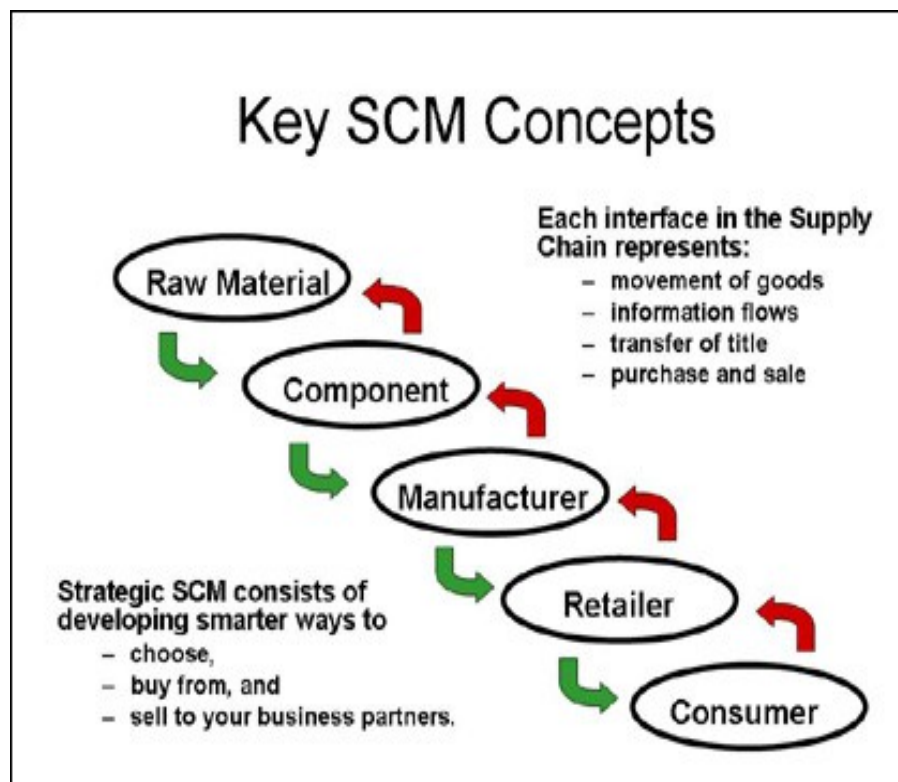 Key SCM Concepts
Each interface in the Supply
Chain represents:
– movement of goods
– information flows
– transfer of title
– purchase and sale
Raw Material
Component
Manufacturer
Retailer
Consumer
Strategic SCM consists of
developing smarter ways to
– choose,
– buy from, and
– sell to your business partners.